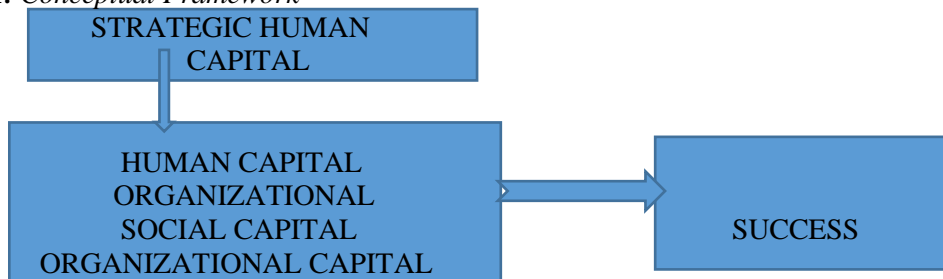 . Conceptual Framework
STRATEGIC HUMAN
CAPITAL
HUMAN CAPITAL
ORGANIZATIONAL
SOCIAL CAPITAL
ORGANIZATIONAL CAPITAL
SUCCESS